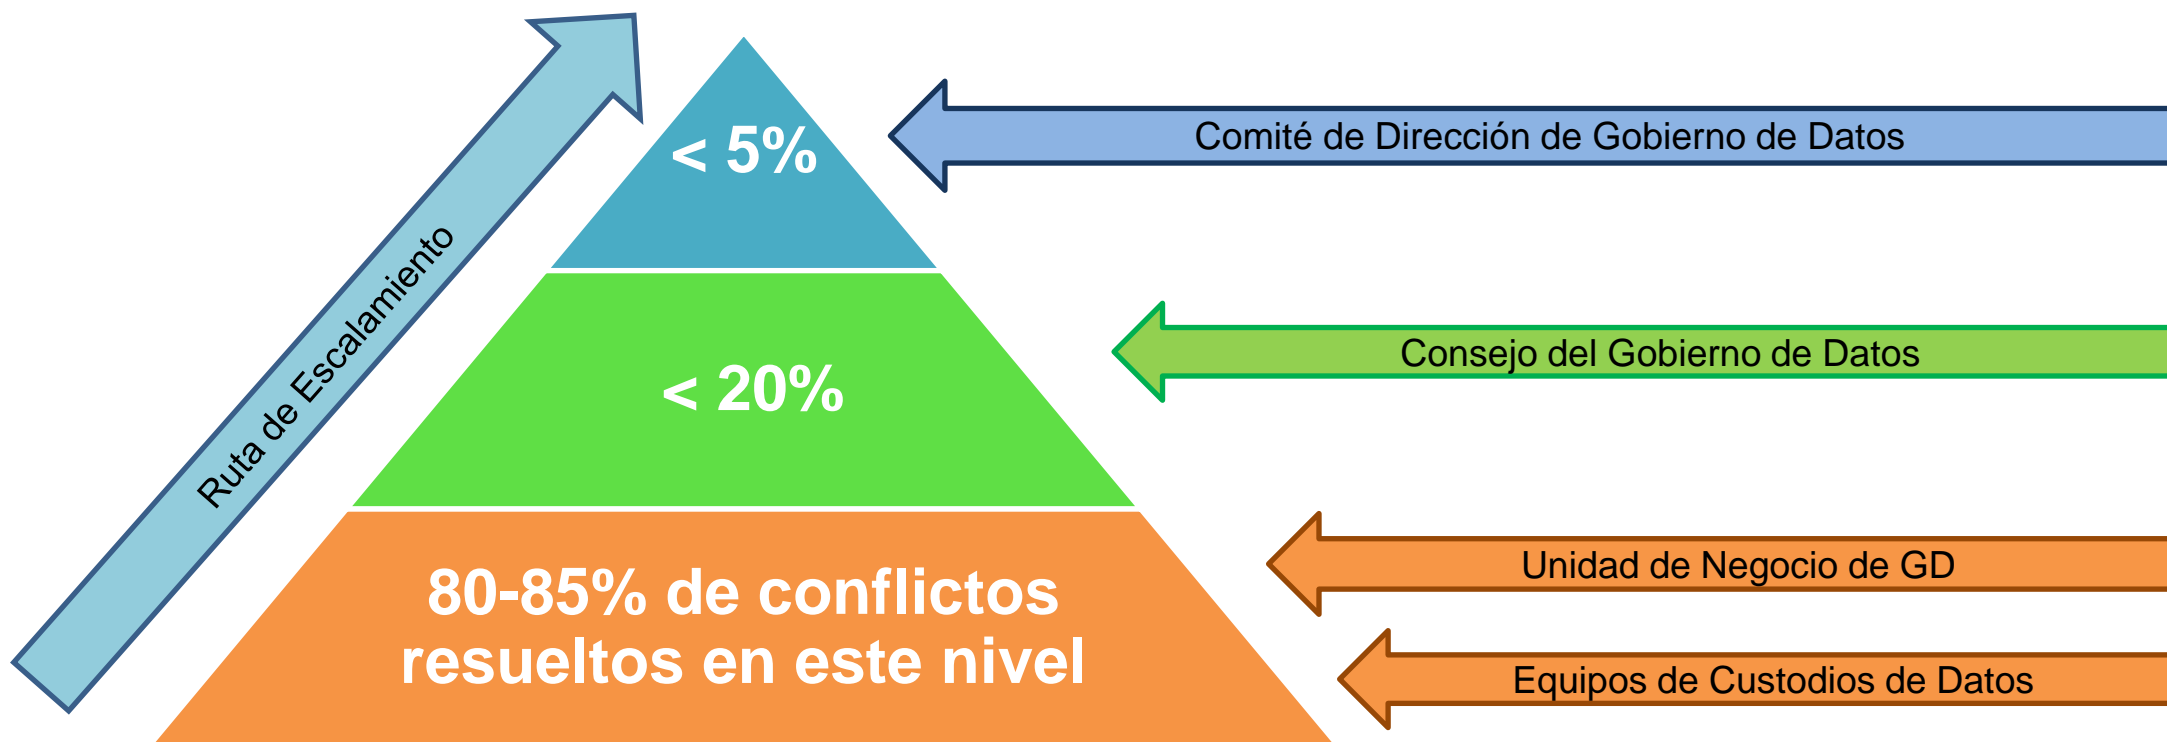 Ruta de Escalamiento
< 5%
Comité de Dirección de Gobierno de Datos
< 20%
Consejo del Gobierno de Datos
80-85% de conflictos
resueltos en este nivel
Unidad de Negocio de GD
Equipos de Custodios de Datos